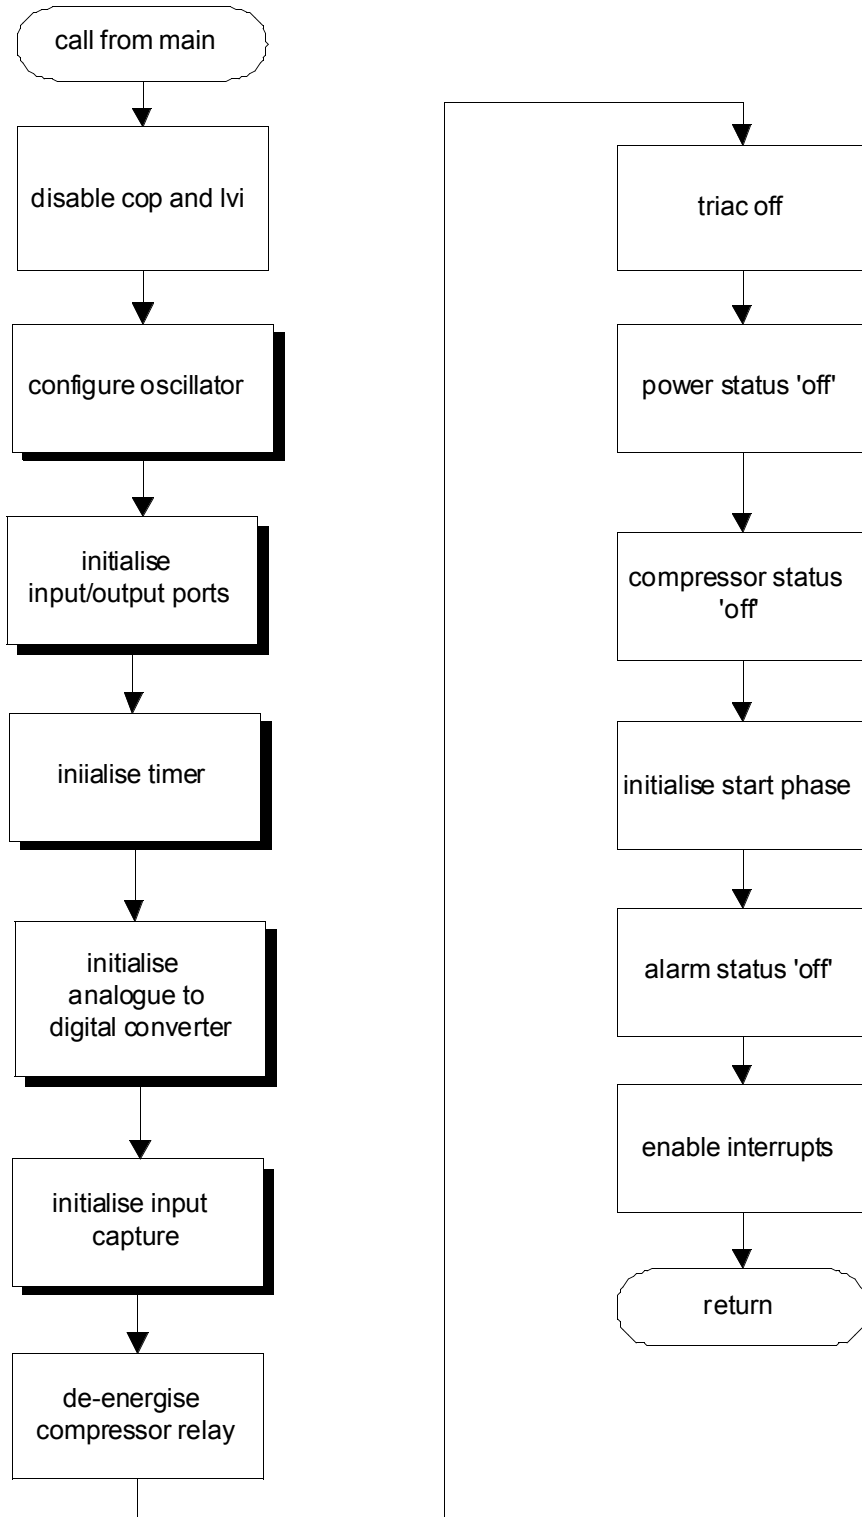 call from main
disable cop and lvi
configure oscillator
initialise
input/output ports
iniialise timer
initialise
analogue to
digital converter
initialise input
capture
de-energise
compressor relay
triac off
power status 'off'
compressor status
'off'
initialise start phase
alarm status 'off'
enable interrupts
return